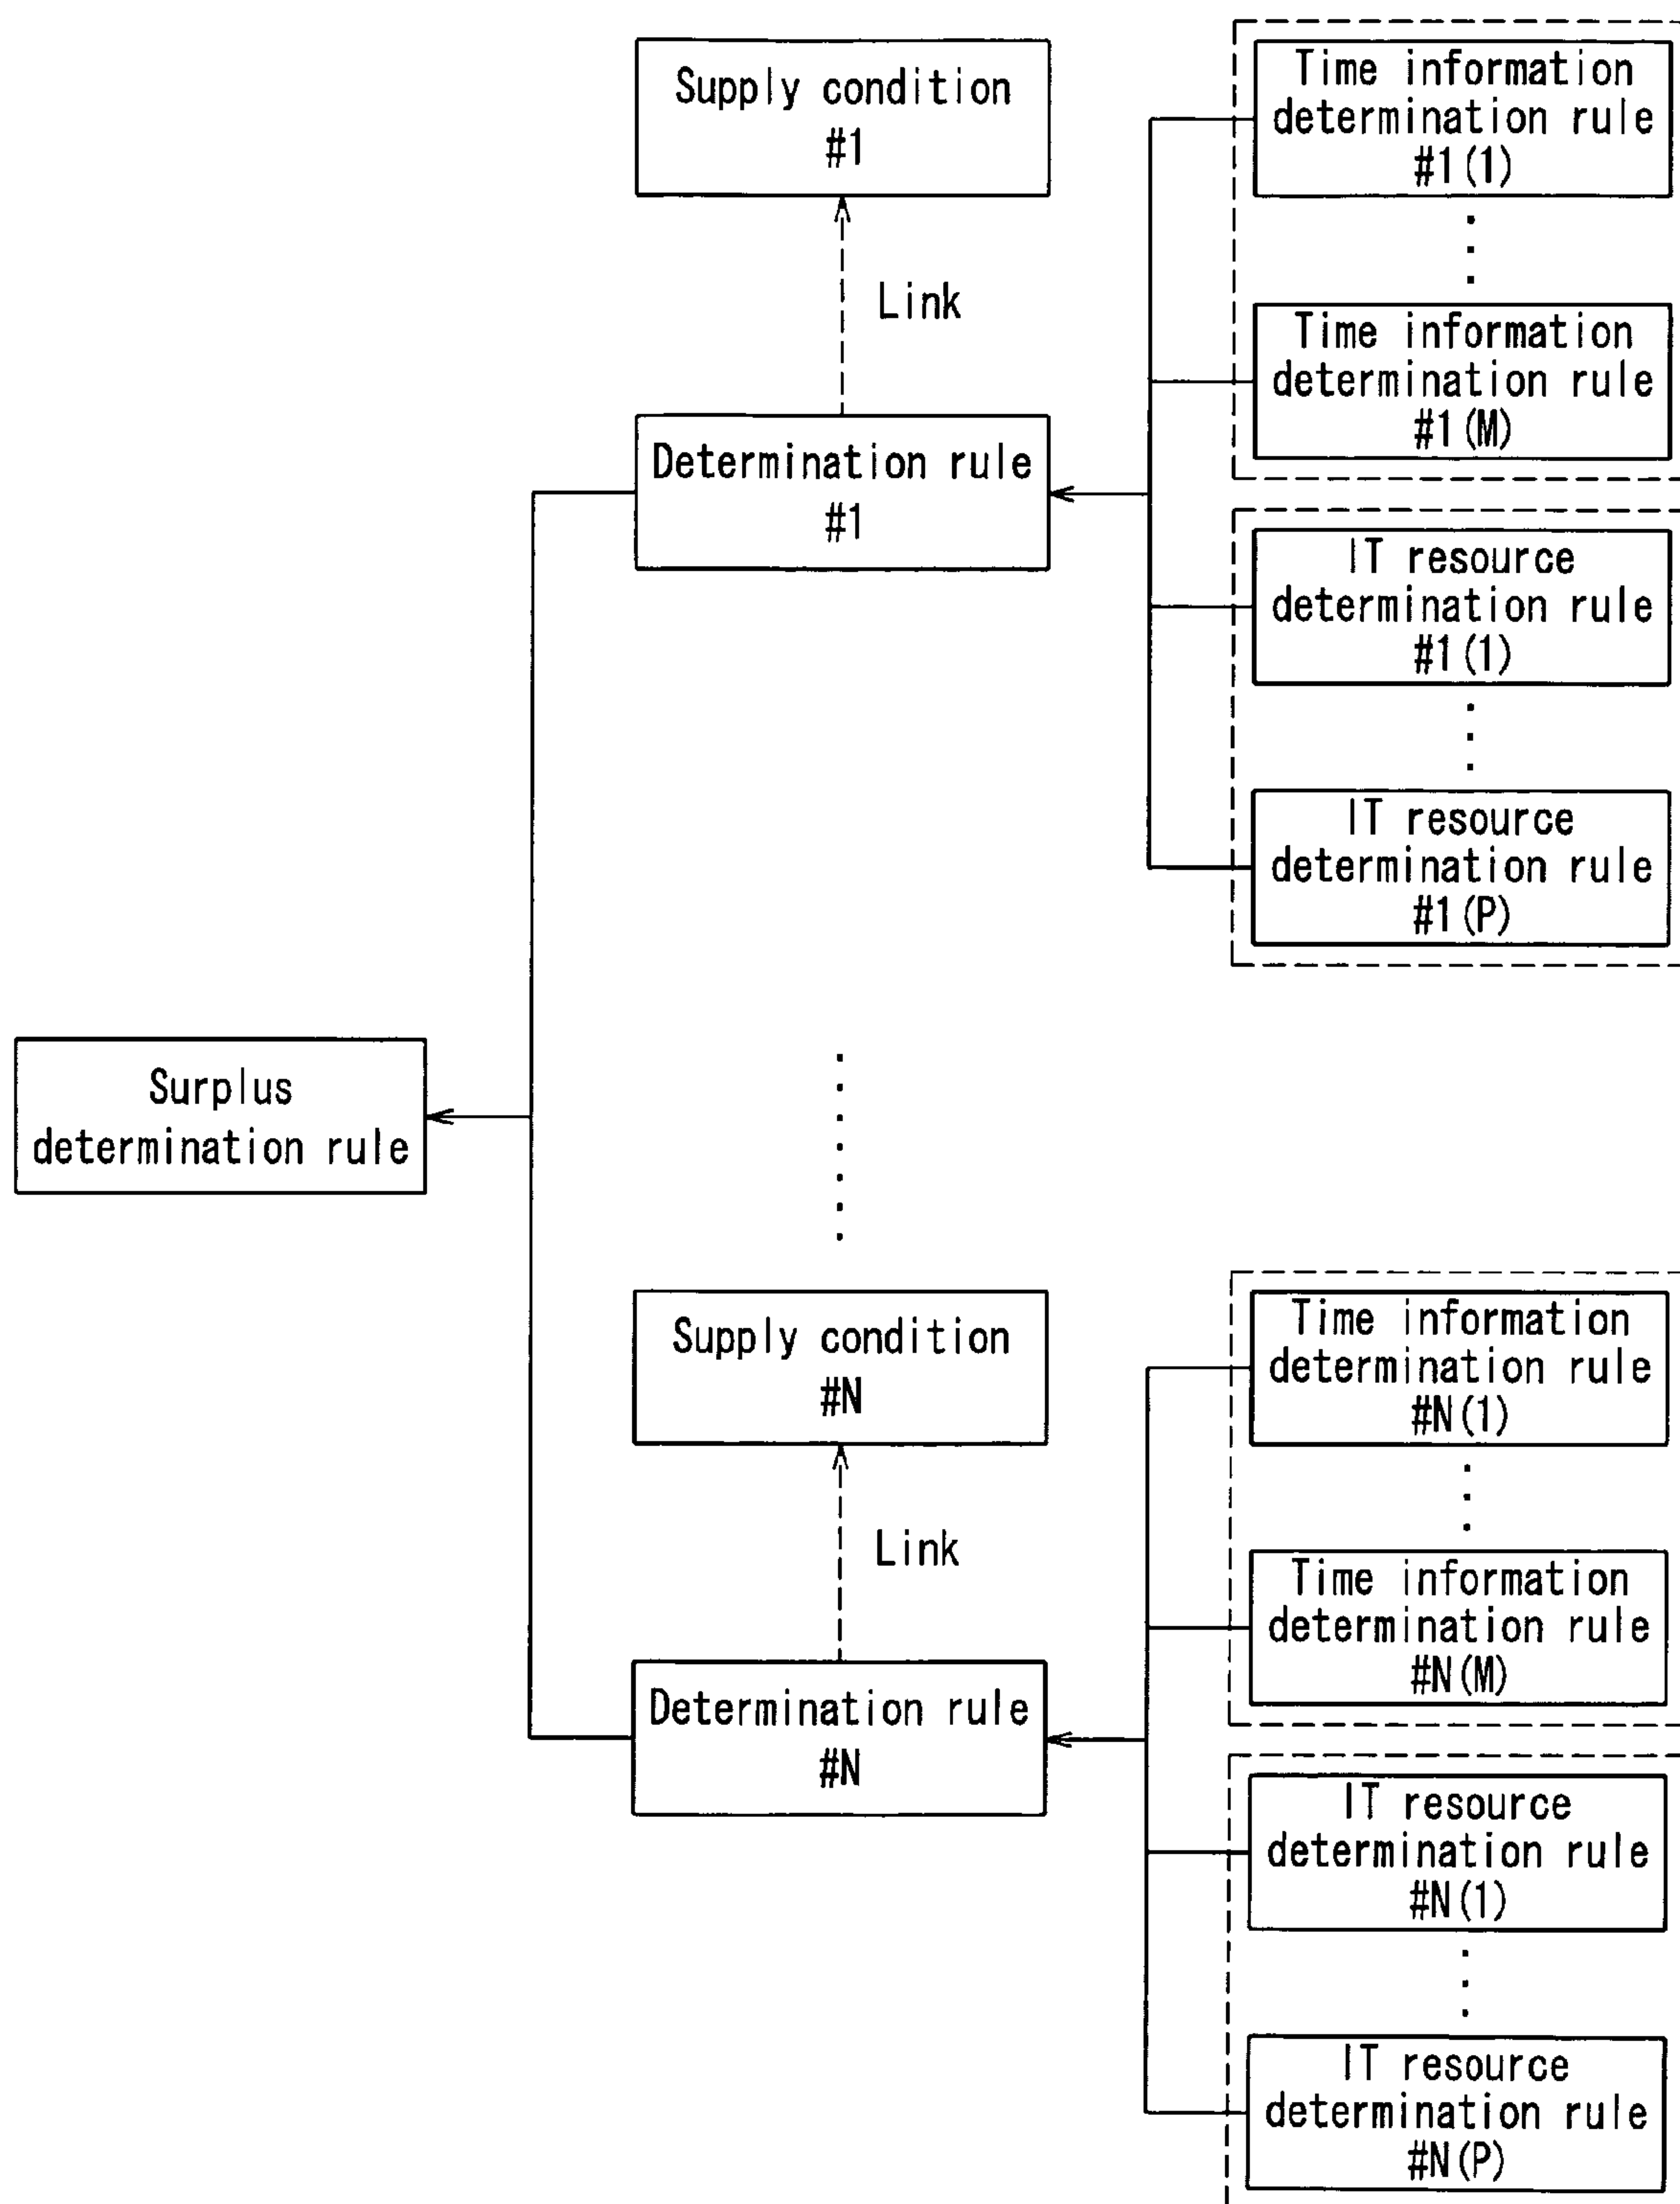 Supply condition
#1
Link
Determination rule
#1
Time information
determination rule
#1(1)
Time information
determination rule
#1(M)
IT resource
determination rule
#1(1)
IT resource
determination rule
#1(P)
Surplus
determination rule
Supply condition
#N
Link
Determination rule
#N
Time information
determination rule
#N(1)
Time information
determination rule
#N(M)
IT resource
determination rule
#N(1)
IT resource
determination rule
#N(P)